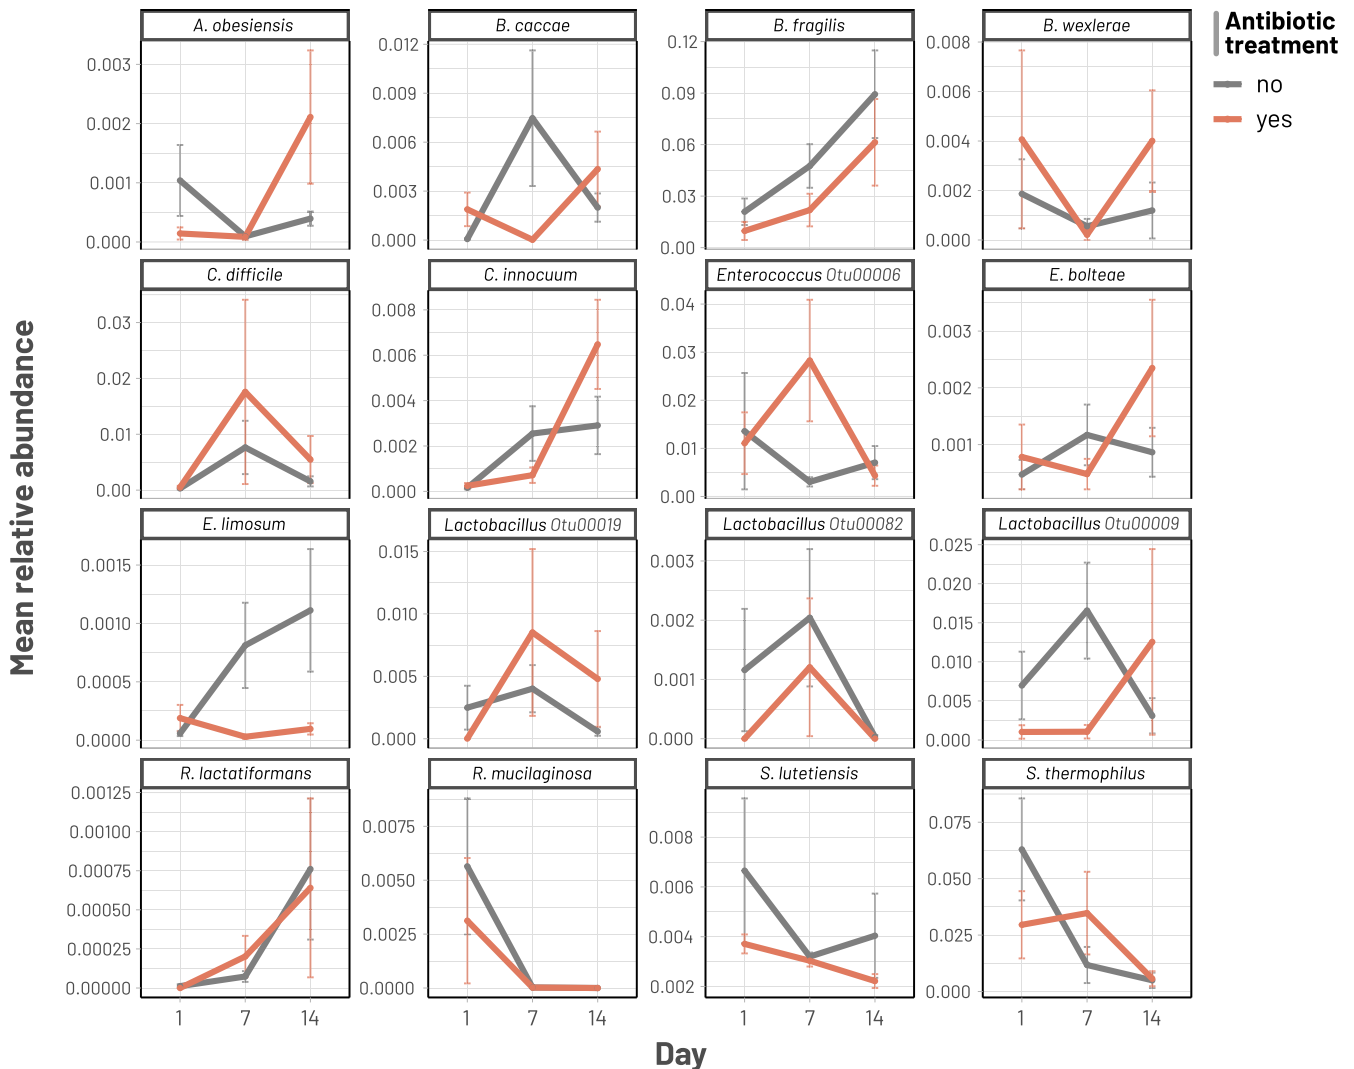 A. obesiensis
B. caccae
B. fragilis
B. wexlerae
Antibiotic
treatment
no
yes
0.003
0.002
0.001
0.000
0.012
0.009
0.006
0.003
0.000
0.12
0.09
0.06
0.03
0.00
0.008
0.006
0.004
0.002
0.000
C. difficile
C. innocuum
Enterococcus Otu00006
E. bolteae
0.03
0.02
0.01
0.00
0.008
0.006
0.004
0.002
0.000
0.04
0.03
0.02
0.01
0.00
0.003
0.002
0.001
E. limosum
Lactobacillus Otu00019
Lactobacillus Otu00082
Lactobacillus Otu00009
0.0015
0.0010
0.0005
0.0000
0.015
0.010
0.005
0.000
0.003
0.002
0.001
0.000
0.025
0.020
0.015
0.010
0.005
0.000
R. lactatiformans
R. mucilaginosa
S. lutetiensis
S. thermophilus
0.00125
0.00100
0.00075
0.00050
0.00025
0.00000
0.0075
0.0050
0.0025
0.0000
0.008
0.006
0.004
0.002
0.075
0.050
0.025
0.000
1 7 14
1 7 14
1 7 14
1 7 14
Day
Mean relative abundance